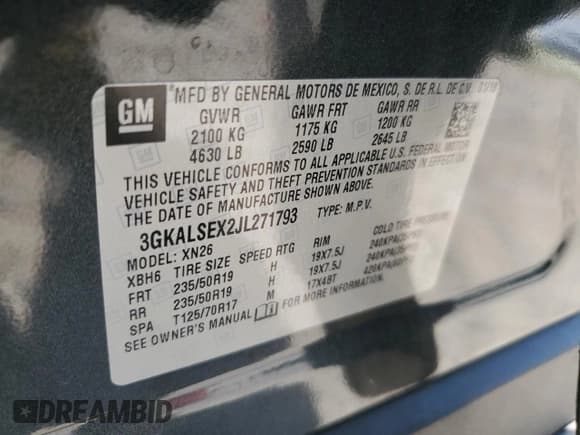 GM
*MFD BY GENERAL MOTORS DE MEXICO, S. DE R.L. DE C.V.
GVWR GAWR FRT GAWR RR
2100 KG 1175 KG 1200 KG
4630 LB 2590 LB 2645 LB
THIS VEHICLE CONFORMS TO ALL APPLICABLE U.S. FEDERAL MOTOR
VEHICLE SAFETY AND THEFT PREVENTION STANDARDS IN EFFECT ON
THE DATE OF MANUFACTURE SHOWN ABOVE.
3GKALSEX2JL271793 TYPE: M.P.V.
MODEL: XN26
XBH6 TIRE SIZE SPEED RTG RIM COLD TIRE
FRT 235/50R19 H 19X7.5J
RR 235/50R19 H 19X7.5J
SPA T125/70R17 M 17X4BT
SEE OWNER'S MANUAL FOR MORE INFORMATION.
DREAMBID